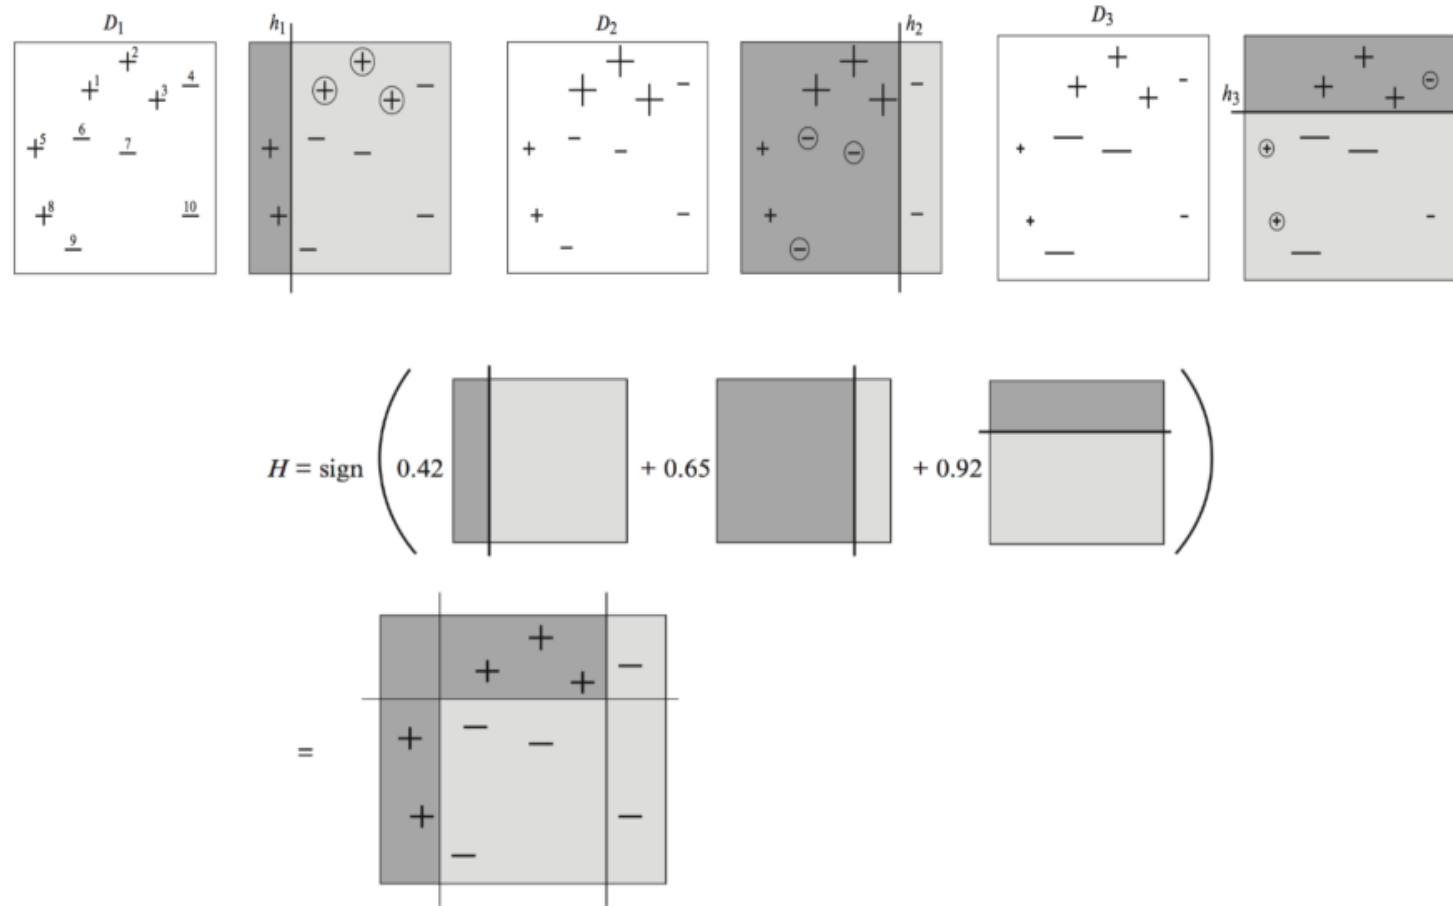 D₁ h₁ D₂ h₂ D₃
h₃
+1 +2 +3 −4
+5 −6 −7
+8 −9 −10
H = sign ( 0.42 + 0.65 + 0.92 )
=